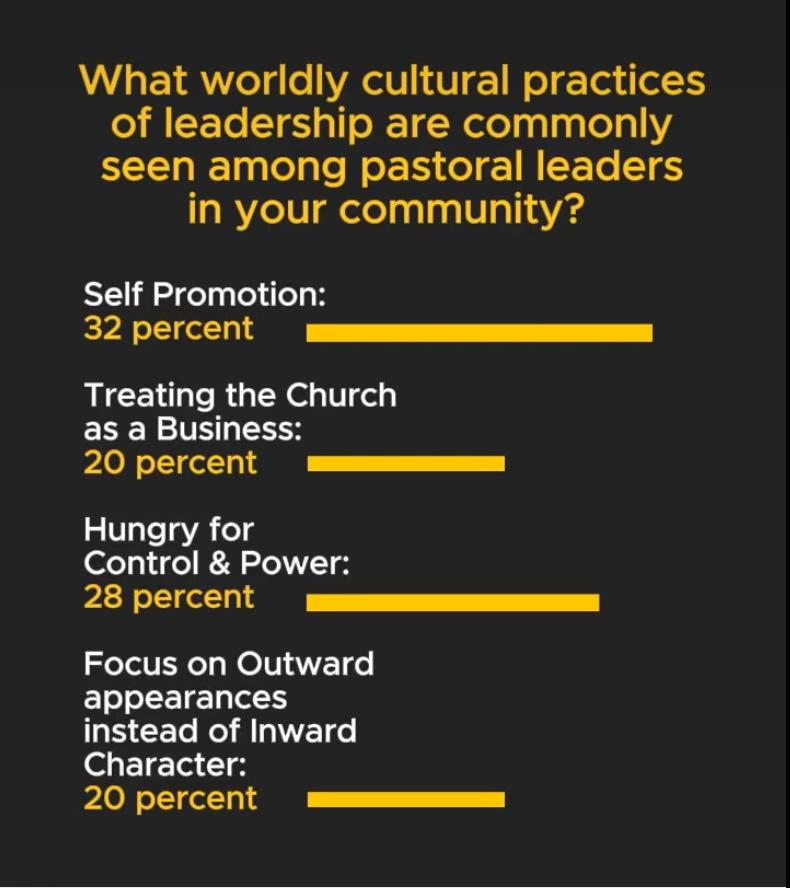 What worldly cultural practices
of leadership are commonly
seen among pastoral leaders
in your community?
Self Promotion:
32 percent
Treating the Church
as a Business:
20 percent
Hungry for
Control & Power:
28 percent
Focus on Outward
appearances
instead of Inward
Character:
20 percent